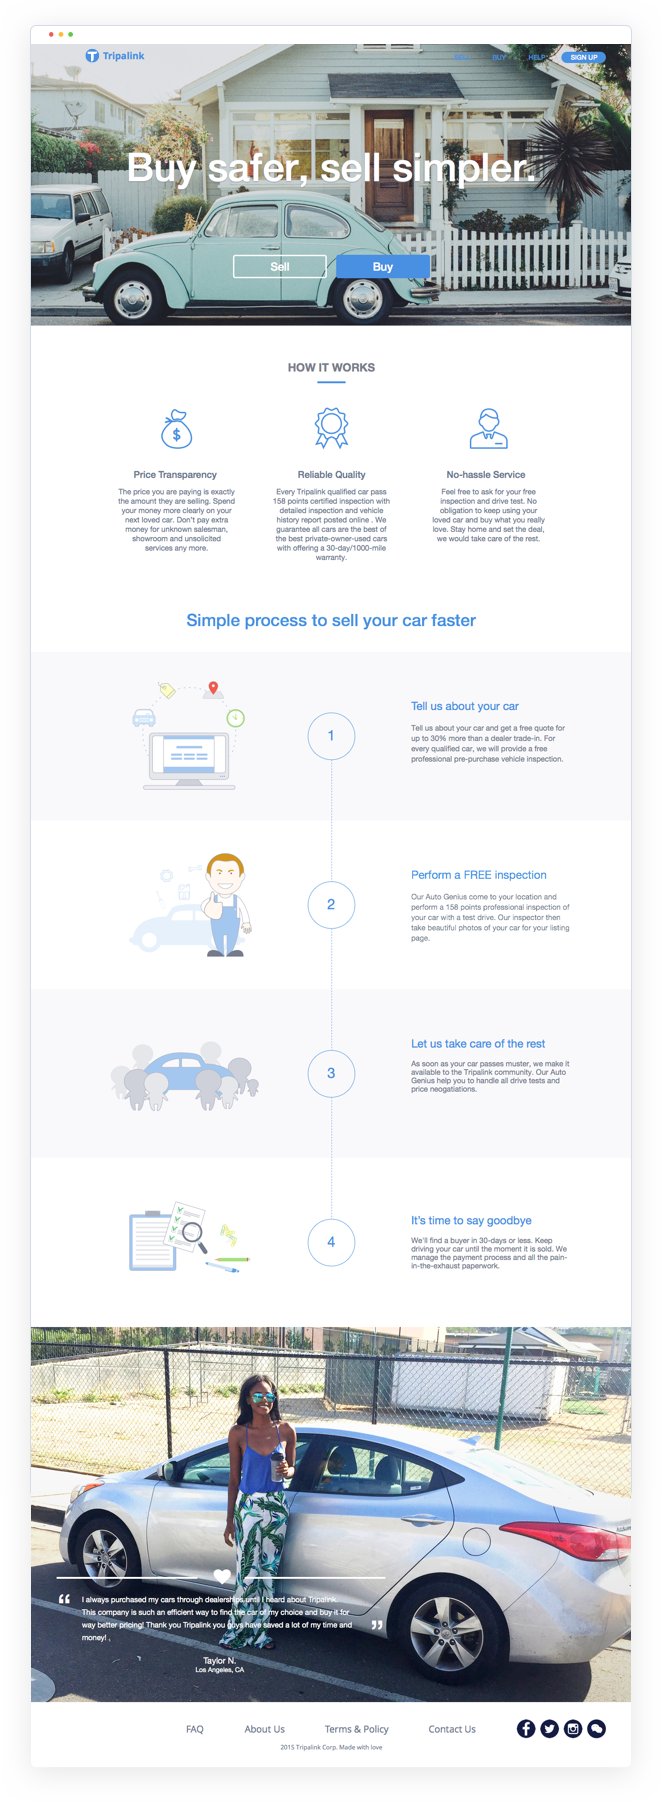 Tripalink
BUY
HELP
SIGN UP
Buy safer, sell simpler.
Sell
Buy
HOW IT WORKS
$
Price Transparency
The price you are paying is exactly
the amount they are selling. Spend
your money more clearly on your
next loved car. Don't pay extra
money for unknown salesman,
showroom and unsolicited
services any more.
Reliable Quality
Every Tripalink qualified car pass
158 points certified inspection with
detailed inspection and vehicle
history report posted online . We
guarantee all cars are the best of
the best private-owner-used cars
with offering a 30-day/1000-mile
warranty.
No-hassle Service
Feel free to ask for your free
inspection and drive test. No
obligation to keep using your
loved car and buy what you really
love. Stay home and set the deal,
we would take care of the rest.
Simple process to sell your car faster
1
Tell us about your car
Tell us about your car and get a free quote for
up to 30% more than a dealer trade-in. For
every qualified car, we will provide a free
professional pre-purchase vehicle inspection.
2
Perform a FREE inspection
Our Auto Genius come to your location and
perform a 158 points professional inspection of
your car with a test drive. Our inspector then
take beautiful photos of your car for your listing
page.
3
Let us take care of the rest
As soon as your car passes muster, we make it
available to the Tripalink community. Our Auto
Genius help you to handle all drive tests and
price neogatiations.
4
It's time to say goodbye
We'll find a buyer in 30-days or less. Keep
driving your car until the moment it is sold. We
manage the payment process and all the pain-
in-the-exhaust paperwork.
“ I always purchased my cars through dealerships until I heard about Tripalink.
This company is such an efficient way to find the car of my choice and buy it for
way better pricing! Thank you Tripalink you guys have saved a lot of my time and ”
money! ,
Taylor N.
Los Angeles, CA
FAQ
About Us
Terms & Policy
Contact Us
2015 Tripalink Corp. Made with love